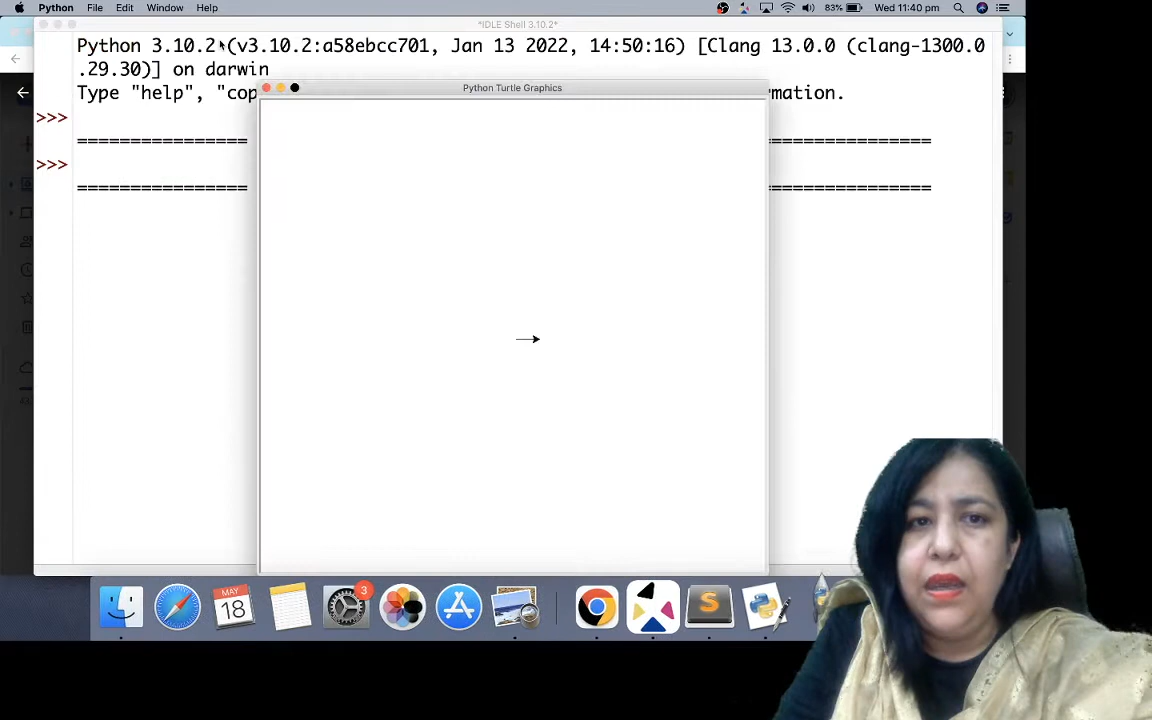 Python File Edit Window Help 83% Wed 11:40 pm
*IDLE Shell 3.10.2*
Python 3.10.2 (v3.10.2:a58ebcc701, Jan 13 2022, 14:50:16) [Clang 13.0.0 (clang-1300.0
.29.30)] on darwin
Python Turtle Graphics
Type "help", "cop mation.
>>>
=============== ===============
>>>
=============== ===============
3
MAY
18
S